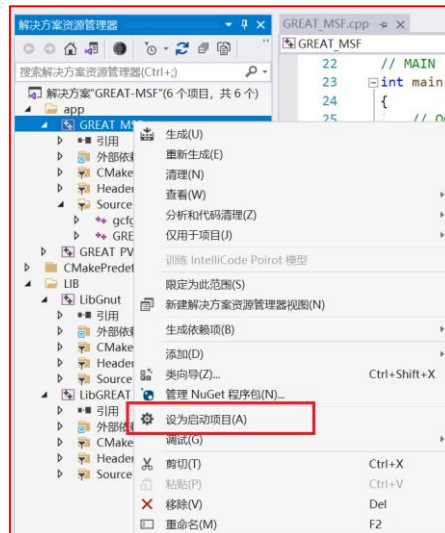 解决方案资源管理器
GREAT_MSF.cpp
GREAT_MSF
搜索解决方案资源管理器(Ctrl+;)
22 // MAIN
23 int main
24 {
25
解决方案"GREAT-MSF"(6 个项目，共 6 个)
app
GREAT
引用
外部依
CMake
Header
Source
gcfg
GRE
GREAT PV
CMakePredef
LIB
LibGnut
引用
外部依
CMake
Header
Source
LibGREAT
引用
外部依
CMake
Header
Source
生成(U)
重新生成(E)
清理(N)
查看(W)
分析和代码清理(Z)
仅用于项目(J)
训练 IntelliCode Poirot 模型
限定为此范围(S)
新建解决方案资源管理器视图(N)
生成依赖项(B)
添加(D)
类向导(Z)... Ctrl+Shift+X
管理 NuGet 程序包(N)...
设为启动项目(A)
调试(G)
剪切(T) Ctrl+X
粘贴(P) Ctrl+V
移除(V) Del
重命名(M) F2